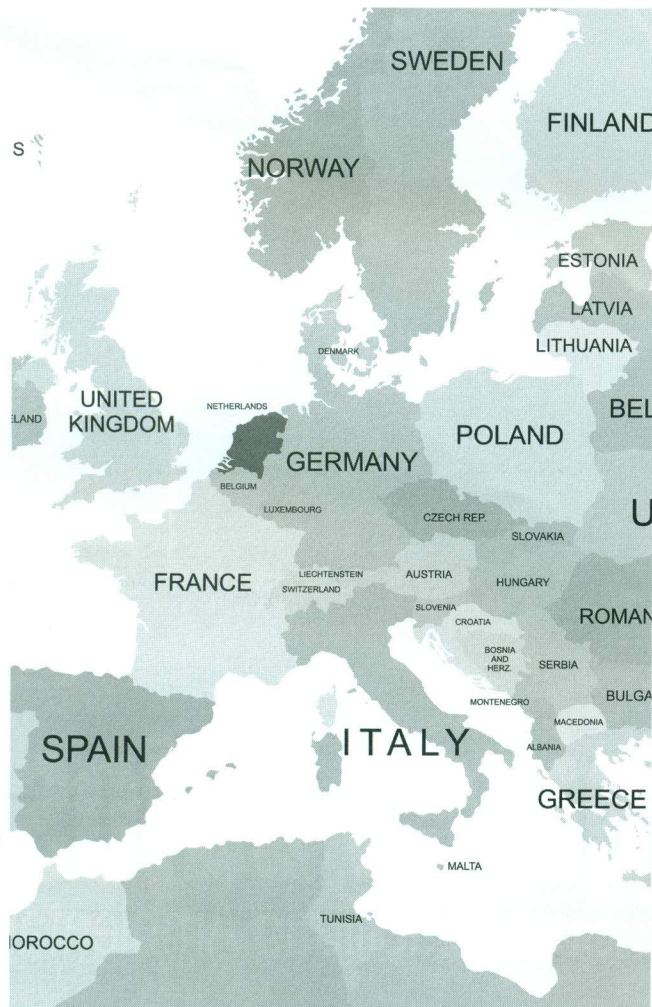 SWEDEN
FINLAND
S
NORWAY
ESTONIA
LATVIA
DENMARK
LITHUANIA
UNITED
KINGDOM
NETHERLANDS
BEL
ELAND
POLAND
GERMANY
BELGIUM
LUXEMBOURG
CZECH REP.
U
SLOVAKIA
FRANCE
LIECHTENSTEIN
SWITZERLAND
AUSTRIA
HUNGARY
SLOVENIA
CROATIA
ROMAN
BOSNIA
AND
HERZ.
SERBIA
MONTENEGRO
BULGA
MACEDONIA
SPAIN
ITALY
ALBANIA
GREECE
MALTA
TUNISIA
MOROCCO